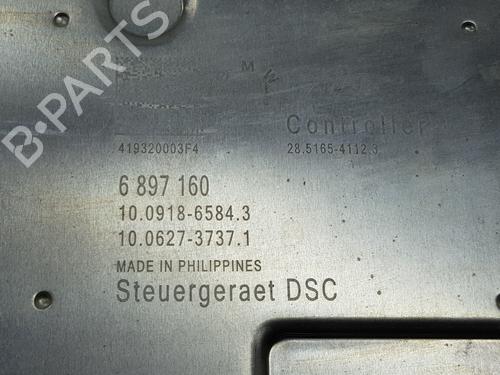 B-PARTS
M
Controller
419320003F4 28.5165-4112.3
6 897 160
10.0918-6584.3
10.0627-3737.1
MADE IN PHILIPPINES
Steuergeraet DSC